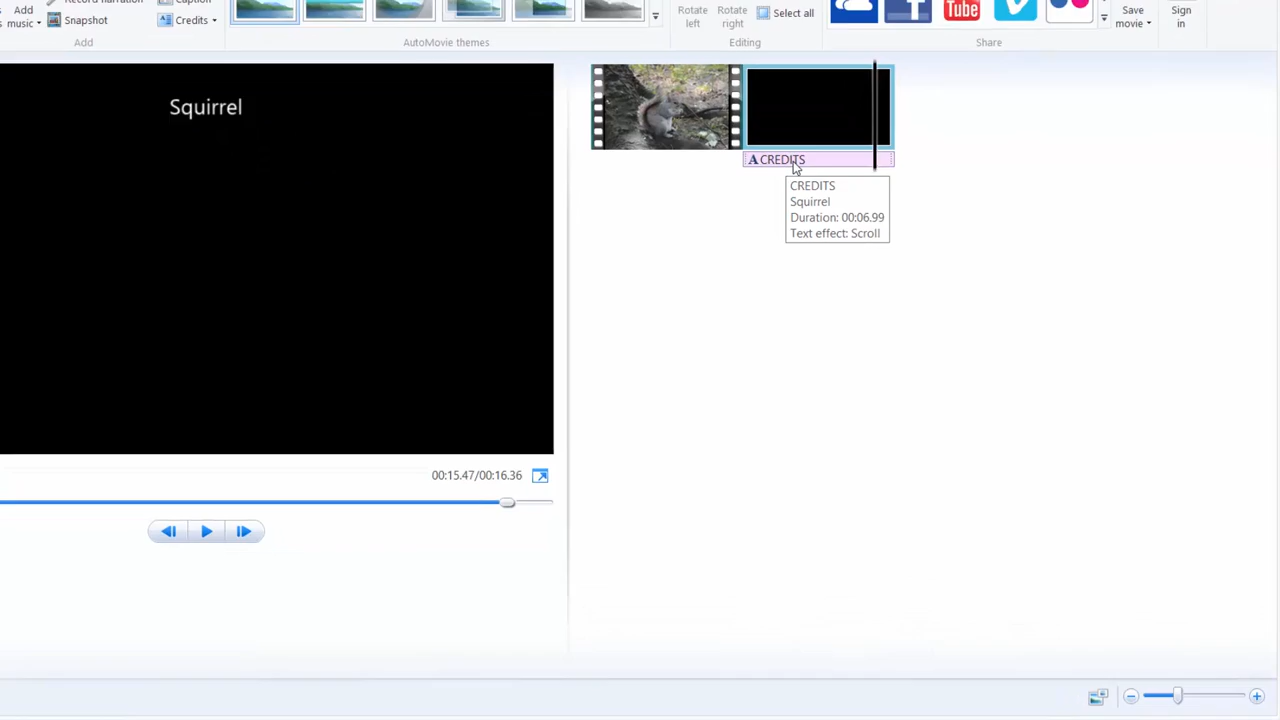 Add
music
Record narration
Snapshot
Caption
Credits
Add
AutoMovie themes
Rotate
left
Rotate
right
Select all
Editing
Tube
Share
Save
movie
Sign
in
Squirrel
A CREDITS
CREDITS
Squirrel
Duration: 00:06.99
Text effect: Scroll
00:15.47/00:16.36